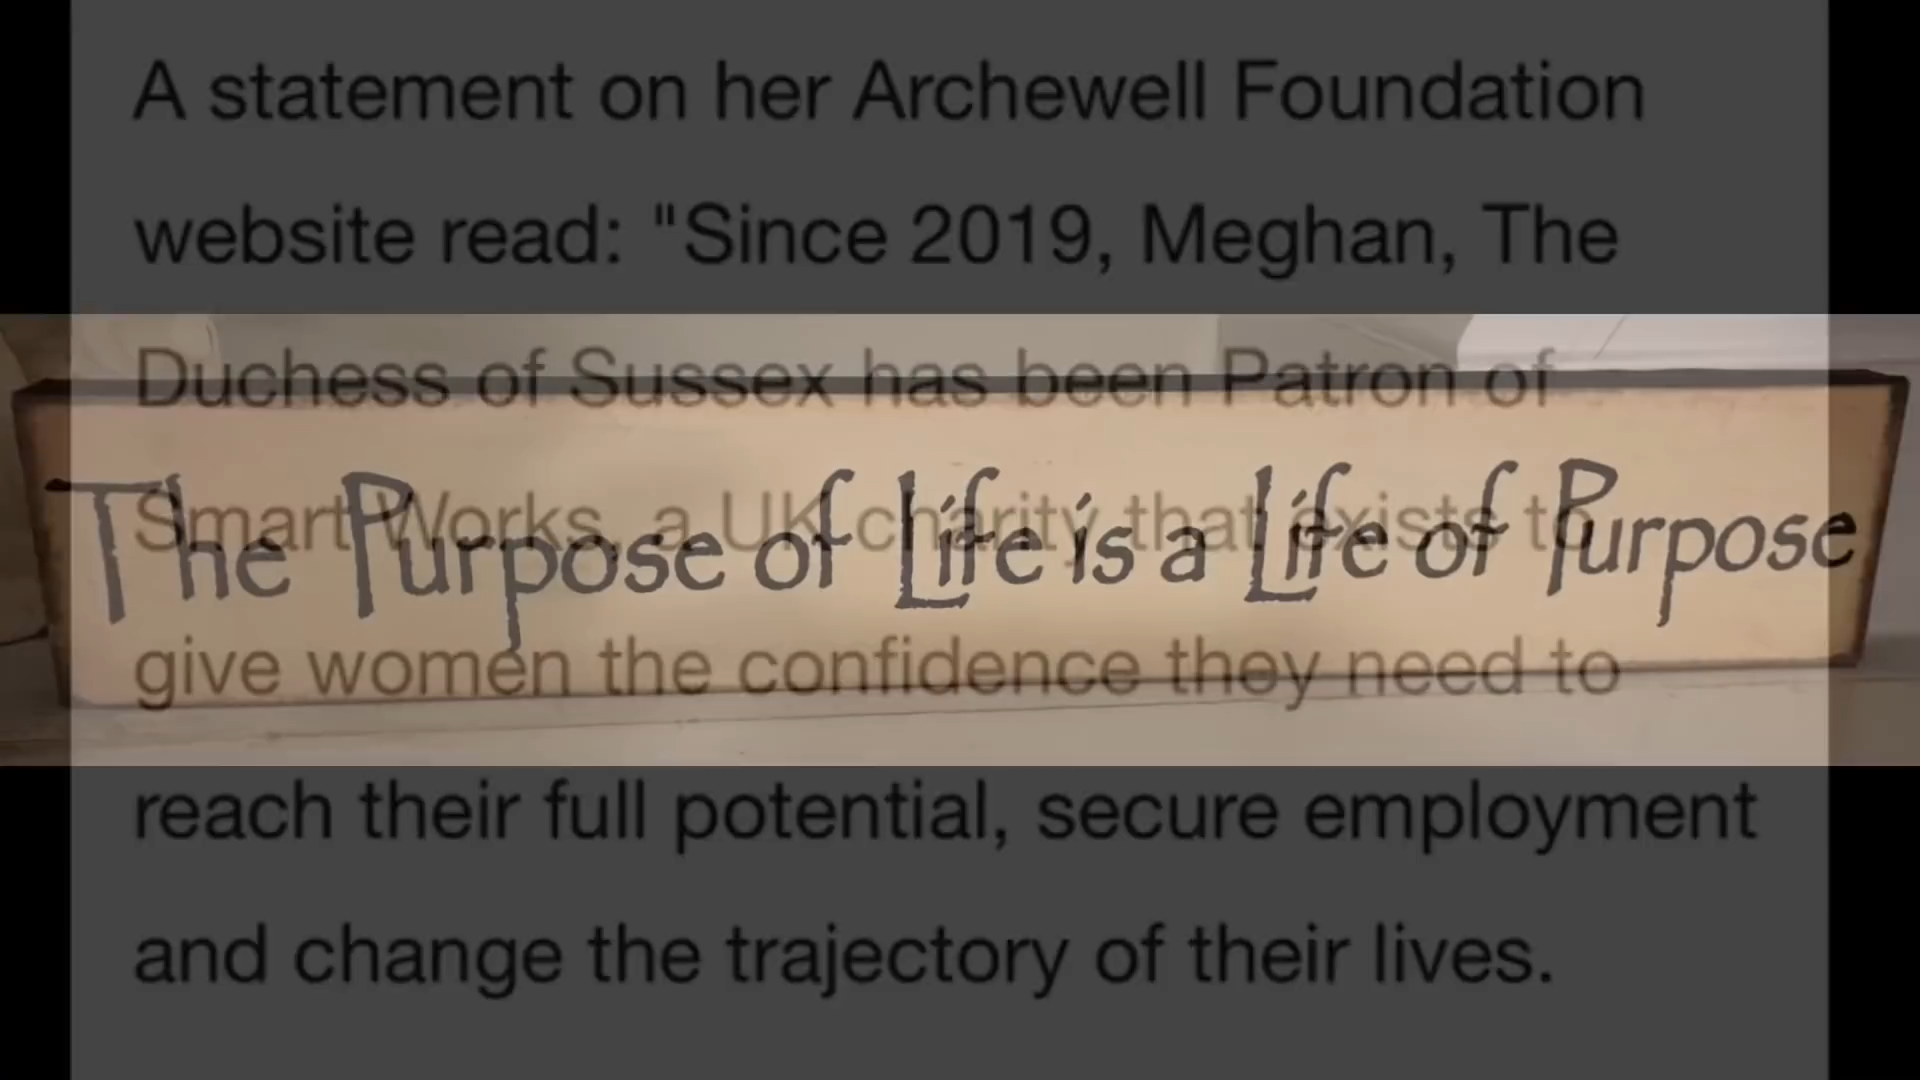 A statement on her Archewell Foundation
website read: "Since 2019, Meghan, The
Duchess of Sussex has been Patron of
Smart Works, a UK charity that exists to
The Purpose of Life is a Life of Purpose
give women the confidence they need to
reach their full potential, secure employment
and change the trajectory of their lives.